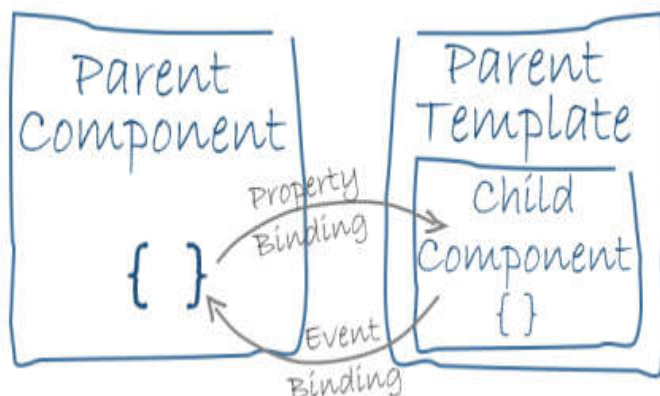 Parent
Component
{ }
Property
Binding
Event
Binding
Parent
Template
Child
Component
{ }